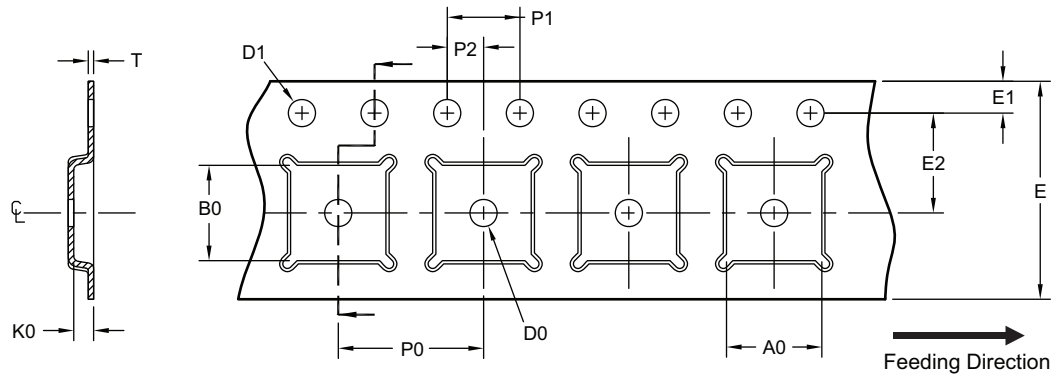 P1
T
D1
P2
E1
E2
B0
E
℄
K0
D0
P0
A0
Feeding Direction